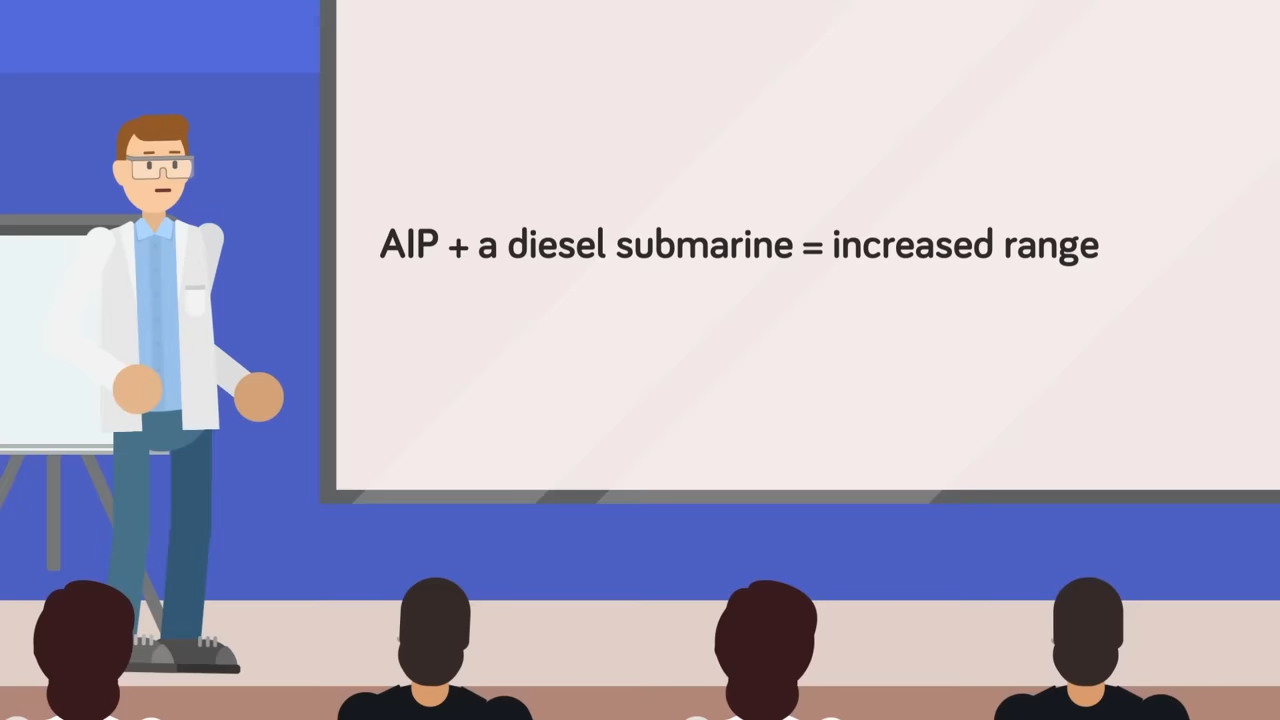 AIP + a diesel submarine = increased range